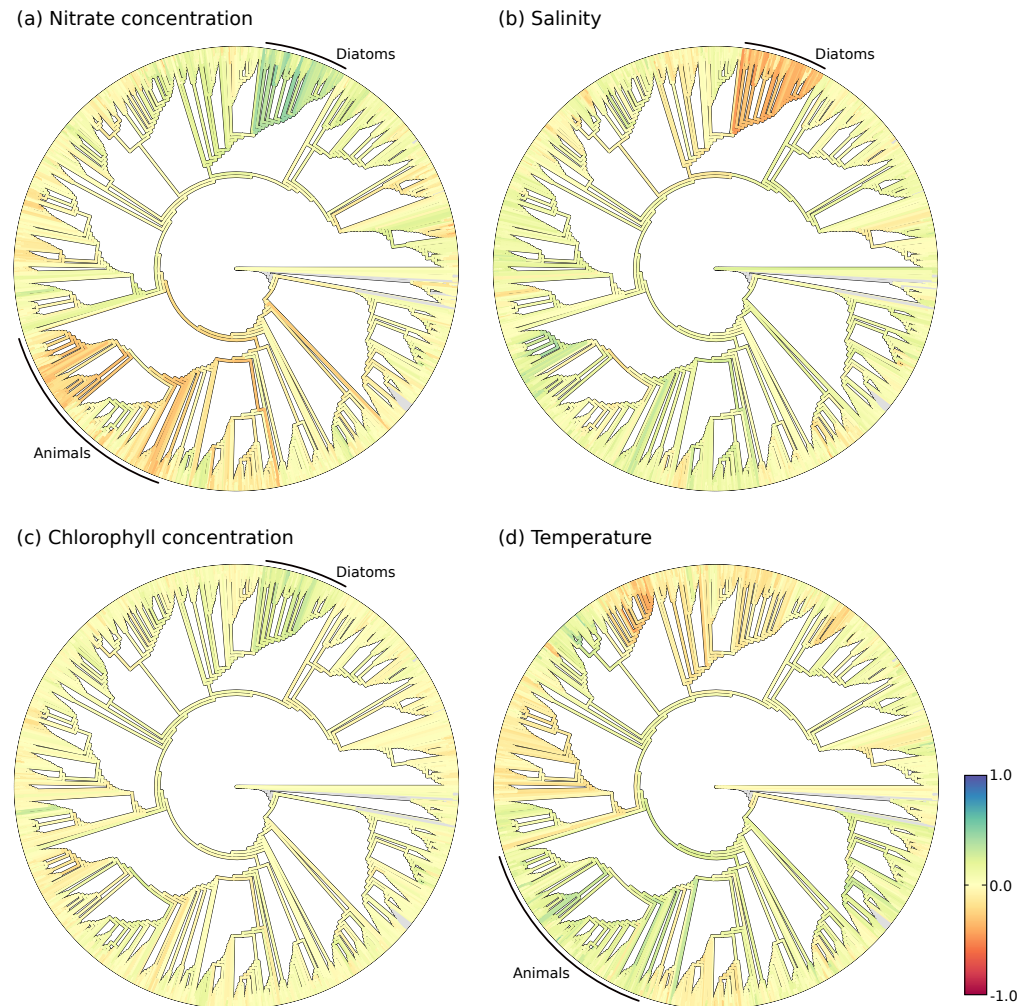 (a) Nitrate concentration
(b) Salinity
Diatoms
Diatoms
Animals
(c) Chlorophyll concentration
(d) Temperature
Diatoms
Animals
1.0
0.0
-1.0